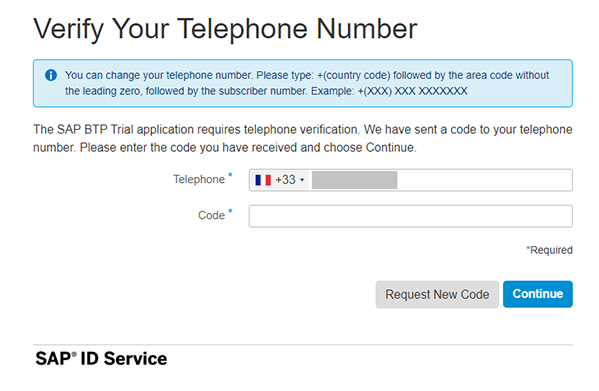 Verify Your Telephone Number
You can change your telephone number. Please type: +(country code) followed by the area code without
the leading zero, followed by the subscriber number. Example: +(XXX) XXX XXXXXXX
The SAP BTP Trial application requires telephone verification. We have sent a code to your telephone
number. Please enter the code you have received and choose Continue.
Telephone * +33
Code *
*Required
Request New Code Continue
SAP® ID Service